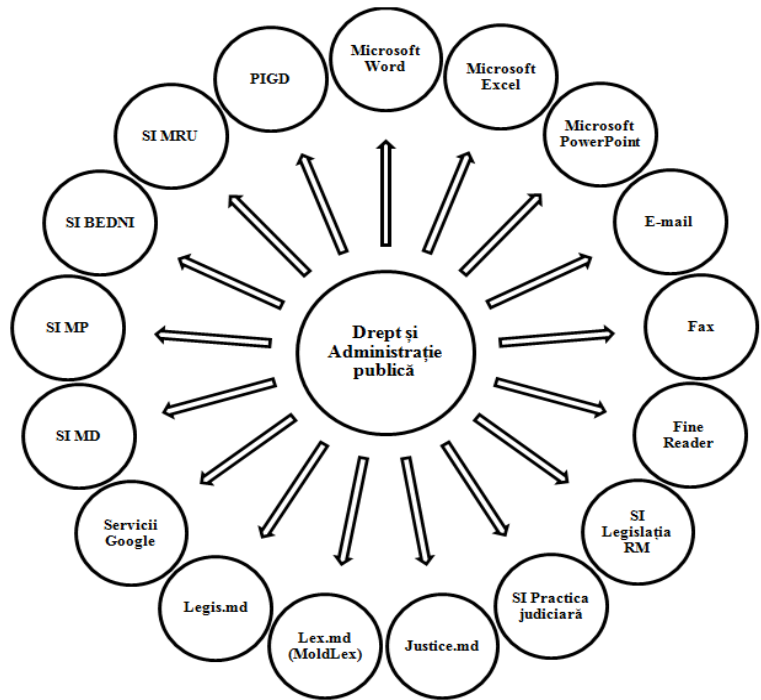 Drept și
Administrație
publică
Microsoft
Word
Microsoft
Excel
Microsoft
PowerPoint
E-mail
Fax
Fine
Reader
SI
Legislația
RM
SI Practica
judiciară
Justice.md
Lex.md
(MoldLex)
Legis.md
Servicii
Google
SI MD
SI MP
SI BEDNI
SI MRU
PIGD